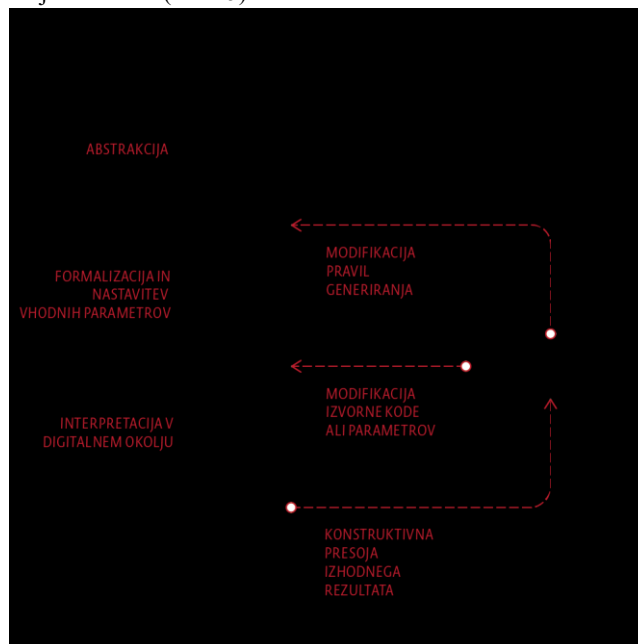 ABSTRAKCIJA
MODIFIKACIJA
PRAVIL
GENERIRANJA
FORMALIZACIJA IN
NASTAVITEV
VHODNIH PARAMETROV
MODIFIKACIJA
IZVORNE KODE
ALI PARAMETROV
INTERPRETACIJA V
DIGITALNEM OKOLJU
KONSTRUKTIVNA
PRESOJA
IZHODNEGA
REZULTATA